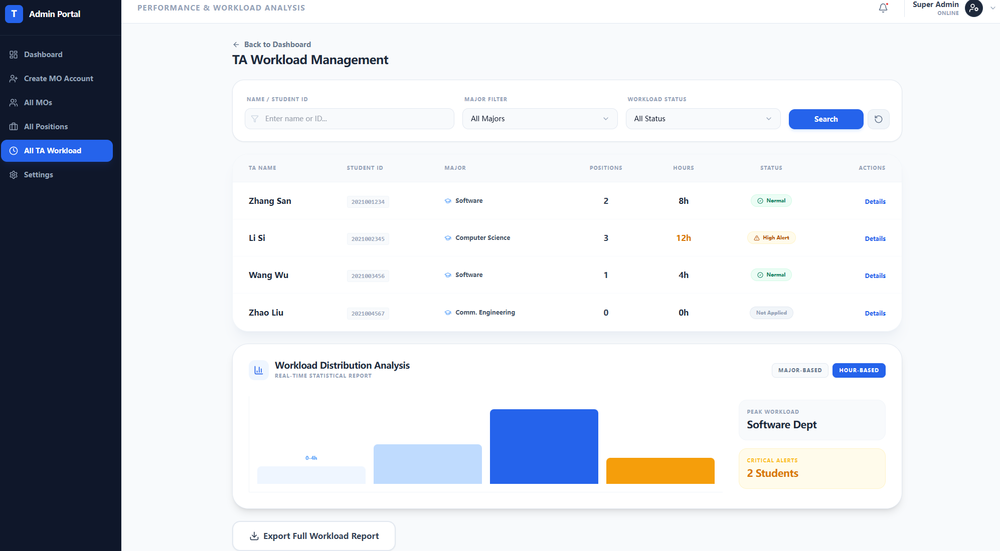 T Admin Portal
PERFORMANCE & WORKLOAD ANALYSIS
Super Admin
ONLINE
Dashboard
Create MO Account
All MOs
All Positions
All TA Workload
Settings
Back to Dashboard
TA Workload Management
NAME / STUDENT ID MAJOR FILTER WORKLOAD STATUS
Enter name or ID... All Majors All Status Search
TA NAME STUDENT ID MAJOR POSITIONS HOURS STATUS ACTIONS
Zhang San 2021001234 Software 2 8h Normal Details
Li Si 2021002345 Computer Science 3 12h High Alert Details
Wang Wu 2021003456 Software 1 4h Normal Details
Zhao Liu 2021004567 Comm. Engineering 0 0h Not Applied Details
Workload Distribution Analysis
REAL-TIME STATISTICAL REPORT
MAJOR-BASED HOUR-BASED
0-4h
PEAK WORKLOAD
Software Dept
CRITICAL ALERTS
2 Students
Export Full Workload Report